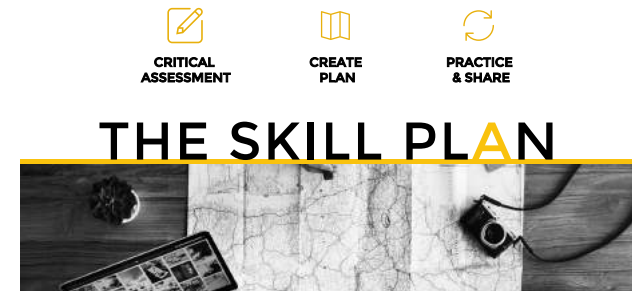 CRITICAL
ASSESSMENT
CREATE
PLAN
PRACTICE
& SHARE
THE SKILL PLAN